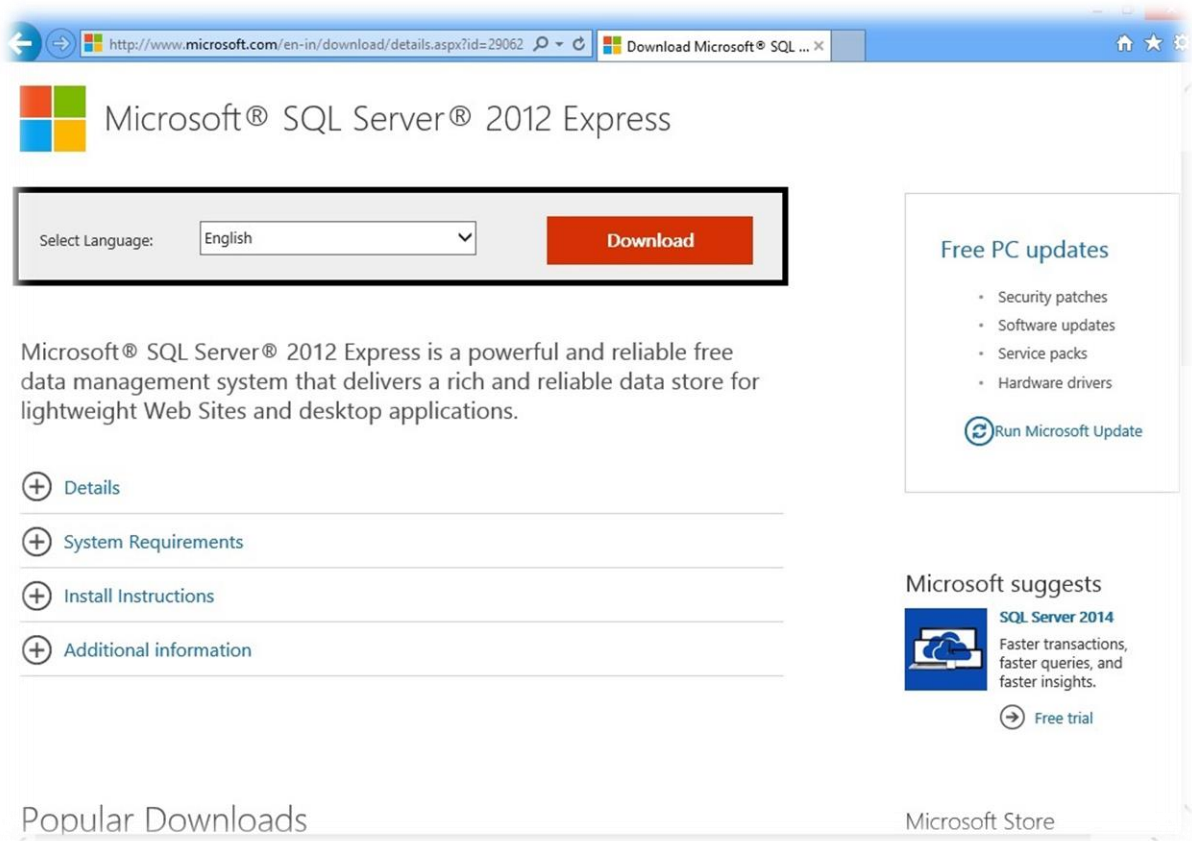 http://www.microsoft.com/en-in/download/details.aspx?id=29062
Download Microsoft® SQL ...
Microsoft® SQL Server® 2012 Express
Select Language:
English
Download
Microsoft® SQL Server® 2012 Express is a powerful and reliable free
data management system that delivers a rich and reliable data store for
lightweight Web Sites and desktop applications.
Details
System Requirements
Install Instructions
Additional information
Popular Downloads
Free PC updates
• Security patches
• Software updates
• Service packs
• Hardware drivers
Run Microsoft Update
Microsoft suggests
SQL Server 2014
Faster transactions,
faster queries, and
faster insights.
Free trial
Microsoft Store